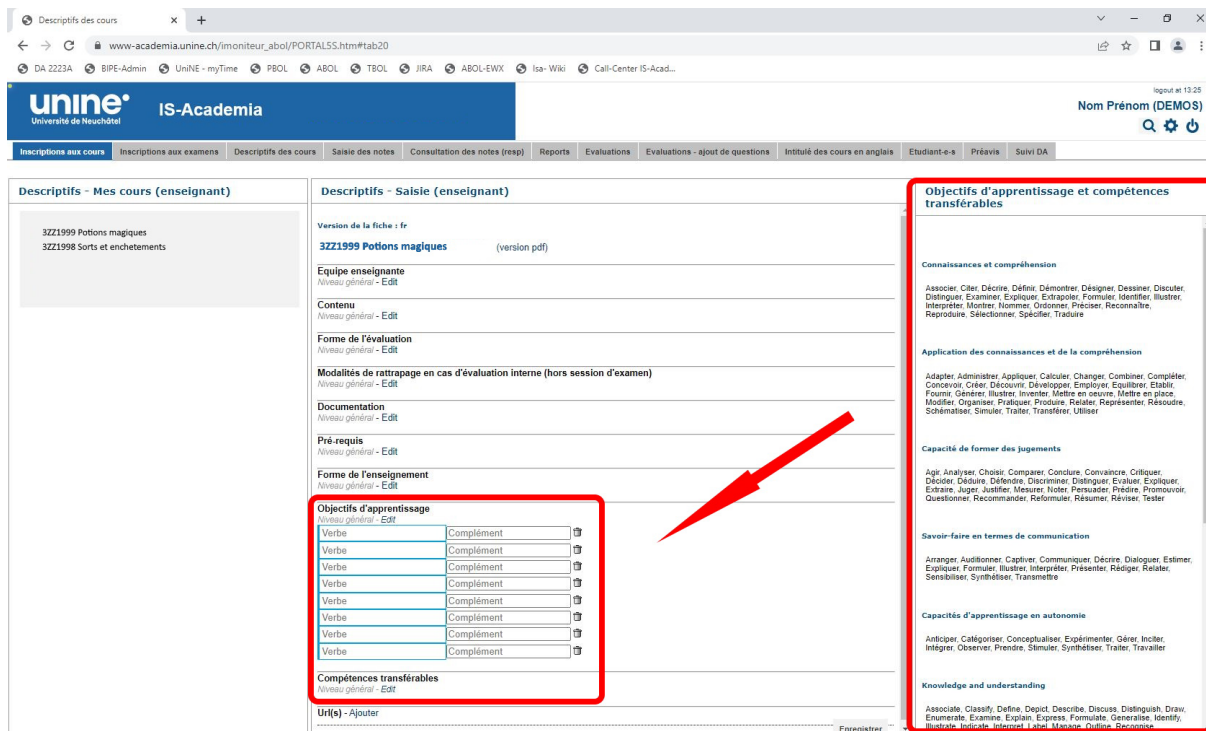 Descriptifs des cours
www-academia.unine.ch/imoniteur_abol/PORTAL5S.htm#tab20
DA 2223A BIPE-Admin UniNE - myTime PBOL ABOL TBOL JIRA ABOL-EWX Isa- Wiki Call-Center IS-Acad...
logout at 13:25
unine
Université de Neuchâtel
IS-Academia
Nom Prénom (DEMOS)
Inscriptions aux cours Inscriptions aux examens Descriptifs des cours Saisie des notes Consultation des notes (resp) Reports Evaluations Evaluations - ajout de questions Intitulé des cours en anglais Etudiant-e-s Préavis Suivi DA
Descriptifs - Mes cours (enseignant)
3ZZ1999 Potions magiques
3ZZ1998 Sorts et enchetements
Descriptifs - Saisie (enseignant)
Version de la fiche : fr
3ZZ1999 Potions magiques (version pdf)
Equipe enseignante
Niveau général - Edit
Contenu
Niveau général - Edit
Forme de l'évaluation
Niveau général - Edit
Modalités de rattrapage en cas d'évaluation interne (hors session d'examen)
Niveau général - Edit
Documentation
Niveau général - Edit
Pré-requis
Niveau général - Edit
Forme de l'enseignement
Niveau général - Edit
Objectifs d'apprentissage
Niveau général - Edit
Verbe Complément
Verbe Complément
Verbe Complément
Verbe Complément
Verbe Complément
Verbe Complément
Verbe Complément
Verbe Complément
Compétences transférables
Niveau général - Edit
Url(s) - Ajouter
Enregistrer
Objectifs d'apprentissage et compétences
transférables
Connaissances et compréhension
Associer, Citer, Décrire, Définir, Démontrer, Désigner, Dessiner, Discuter,
Distinguer, Examiner, Expliquer, Extrapoler, Formuler, Identifier, Illustrer,
Interpréter, Montrer, Nommer, Ordonner, Préciser, Reconnaître,
Reproduire, Sélectionner, Spécifier, Traduire
Application des connaissances et de la compréhension
Adapter, Administrer, Appliquer, Calculer, Changer, Combiner, Compléter,
Concevoir, Créer, Découvrir, Développer, Employer, Equilibrer, Etablir,
Fournir, Générer, Illustrer, Inventer, Mettre en oeuvre, Mettre en place,
Modifier, Organiser, Pratiquer, Produire, Relater, Représenter, Résoudre,
Schématiser, Simuler, Traiter, Transférer, Utiliser
Capacité de former des jugements
Agir, Analyser, Choisir, Comparer, Conclure, Convaincre, Critiquer,
Décider, Déduire, Défendre, Discriminer, Distinguer, Evaluer, Expliquer,
Extraire, Juger, Justifier, Mesurer, Noter, Persuader, Prédire, Promouvoir,
Questionner, Recommander, Reformuler, Résumer, Réviser, Tester
Savoir-faire en termes de communication
Arranger, Auditionner, Captiver, Communiquer, Décrire, Dialoguer, Estimer,
Expliquer, Formuler, Illustrer, Interpréter, Présenter, Rédiger, Relater,
Sensibiliser, Synthétiser, Transmettre
Capacités d'apprentissage en autonomie
Anticiper, Catégoriser, Conceptualiser, Expérimenter, Gérer, Inciter,
Intégrer, Observer, Prendre, Stimuler, Synthétiser, Traiter, Travailler
Knowledge and understanding
Associate, Classify, Define, Depict, Describe, Discuss, Distinguish, Draw,
Enumerate, Examine, Explain, Express, Formulate, Generalise, Identify,
Illustrate, Indicate, Interpret, Label, Manage, Outline, Recognise,